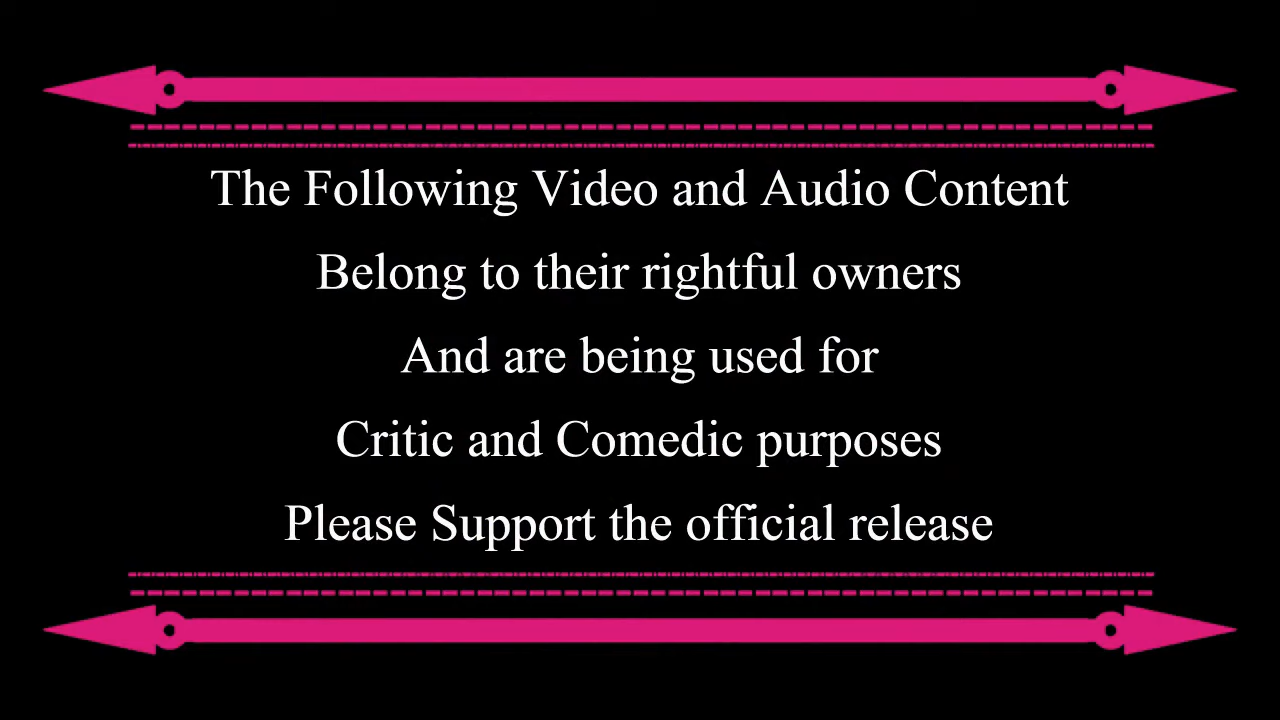 The Following Video and Audio Content
Belong to their rightful owners
And are being used for
Critic and Comedic purposes
Please Support the official release